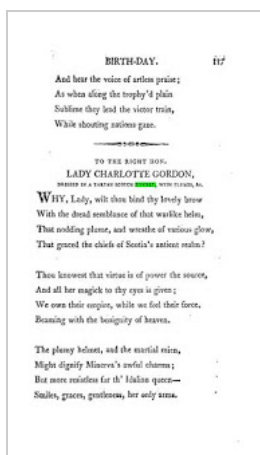 BIRTH-DAY. 117
And hear the voice of artless praise;
As when along the trophy'd plain
Sublime they lead the victor train,
While shouting nations gaze.
TO THE RIGHT HON.
LADY CHARLOTTE GORDON,
DRESSED IN A TARTAN SCOTCH BONNET, WITH PLUMES, &c.
WHY, Lady, wilt thou bind thy lovely brow
With the dread semblance of that warlike helm,
That nodding plume, and wreathe of various glow,
That graced the chiefs of Scotia's antient realm?
Thou knowest that virtue is of power the source,
And all her magick to thy eyes is given;
We own their empire, while we feel their force,
Beaming with the benignity of heaven.
The plumy helmet, and the martial mien,
Might dignify Minerva's awful charms;
But more resistless far th' Idalian queen—
Smiles, graces, gentleness, her only arms.